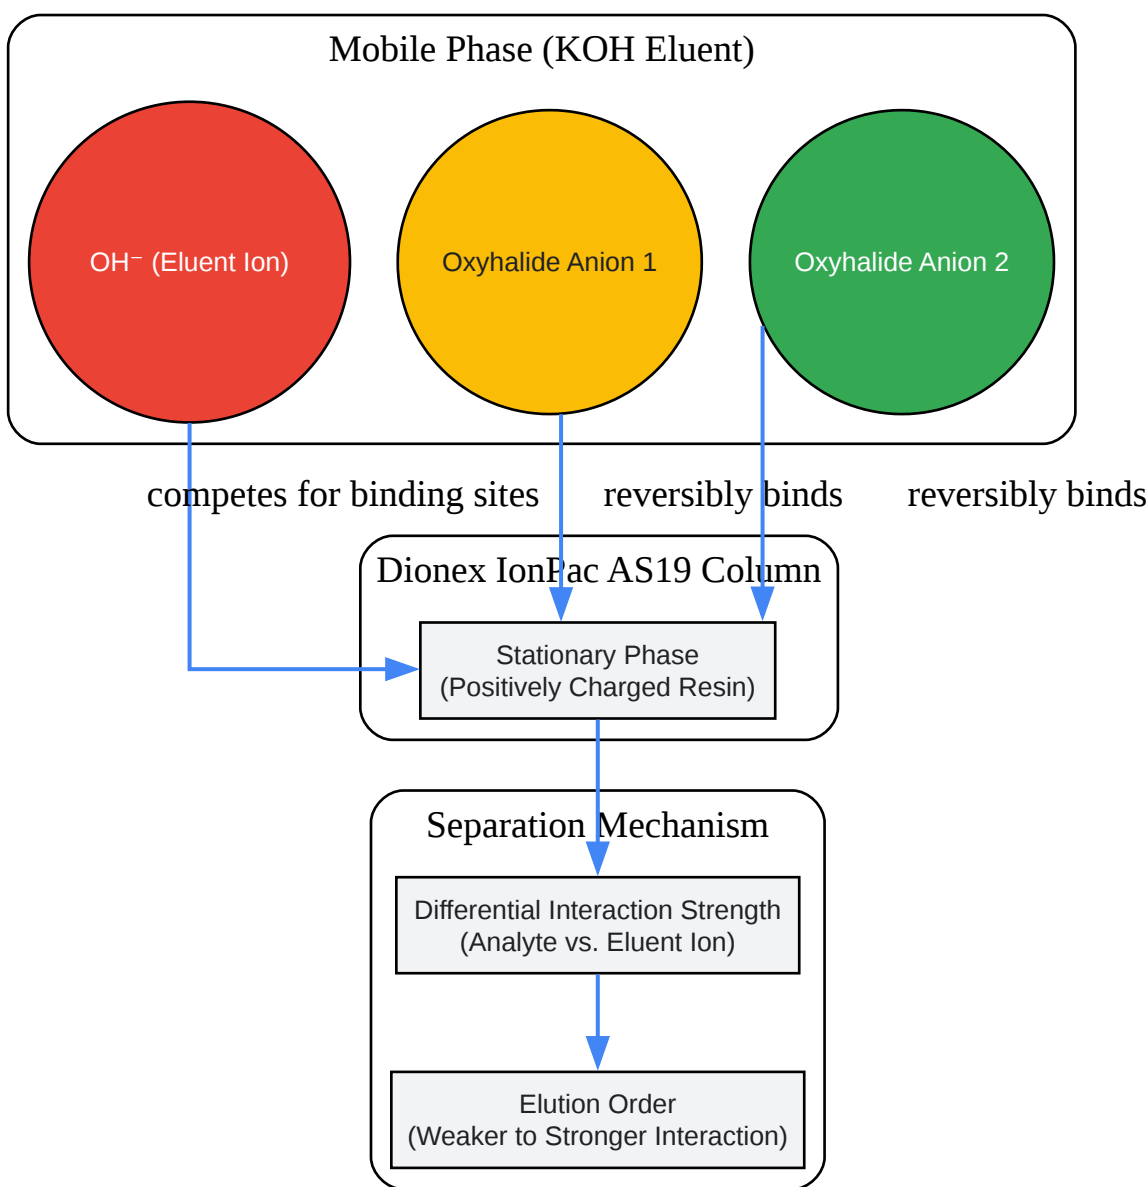 Mobile Phase (KOH Eluent)
OH⁻ (Eluent Ion)
Oxyhalide Anion 1
Oxyhalide Anion 2
competes for binding sites
reversibly binds
reversibly binds
Dionex IonPac AS19 Column
Stationary Phase
(Positively Charged Resin)
Separation Mechanism
Differential Interaction Strength
(Analyte vs. Eluent Ion)
Elution Order
(Weaker to Stronger Interaction)